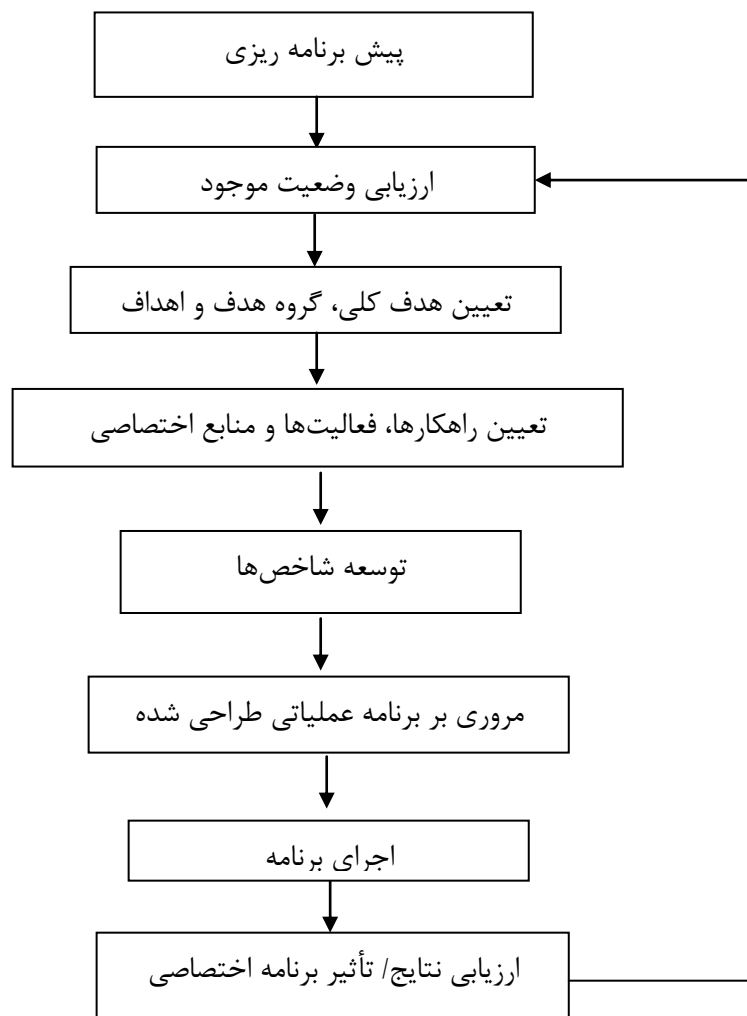 پیش برنامه ریزی
ارزیابی وضعیت موجود
تعیین هدف کلی، گروه هدف و اهداف
تعیین راهکارها، فعالیت‌ها و منابع اختصاصی
توسعه شاخص‌ها
مروری بر برنامه عملیاتی طراحی شده
اجرای برنامه
ارزیابی نتایج/ تأثیر برنامه اختصاصی